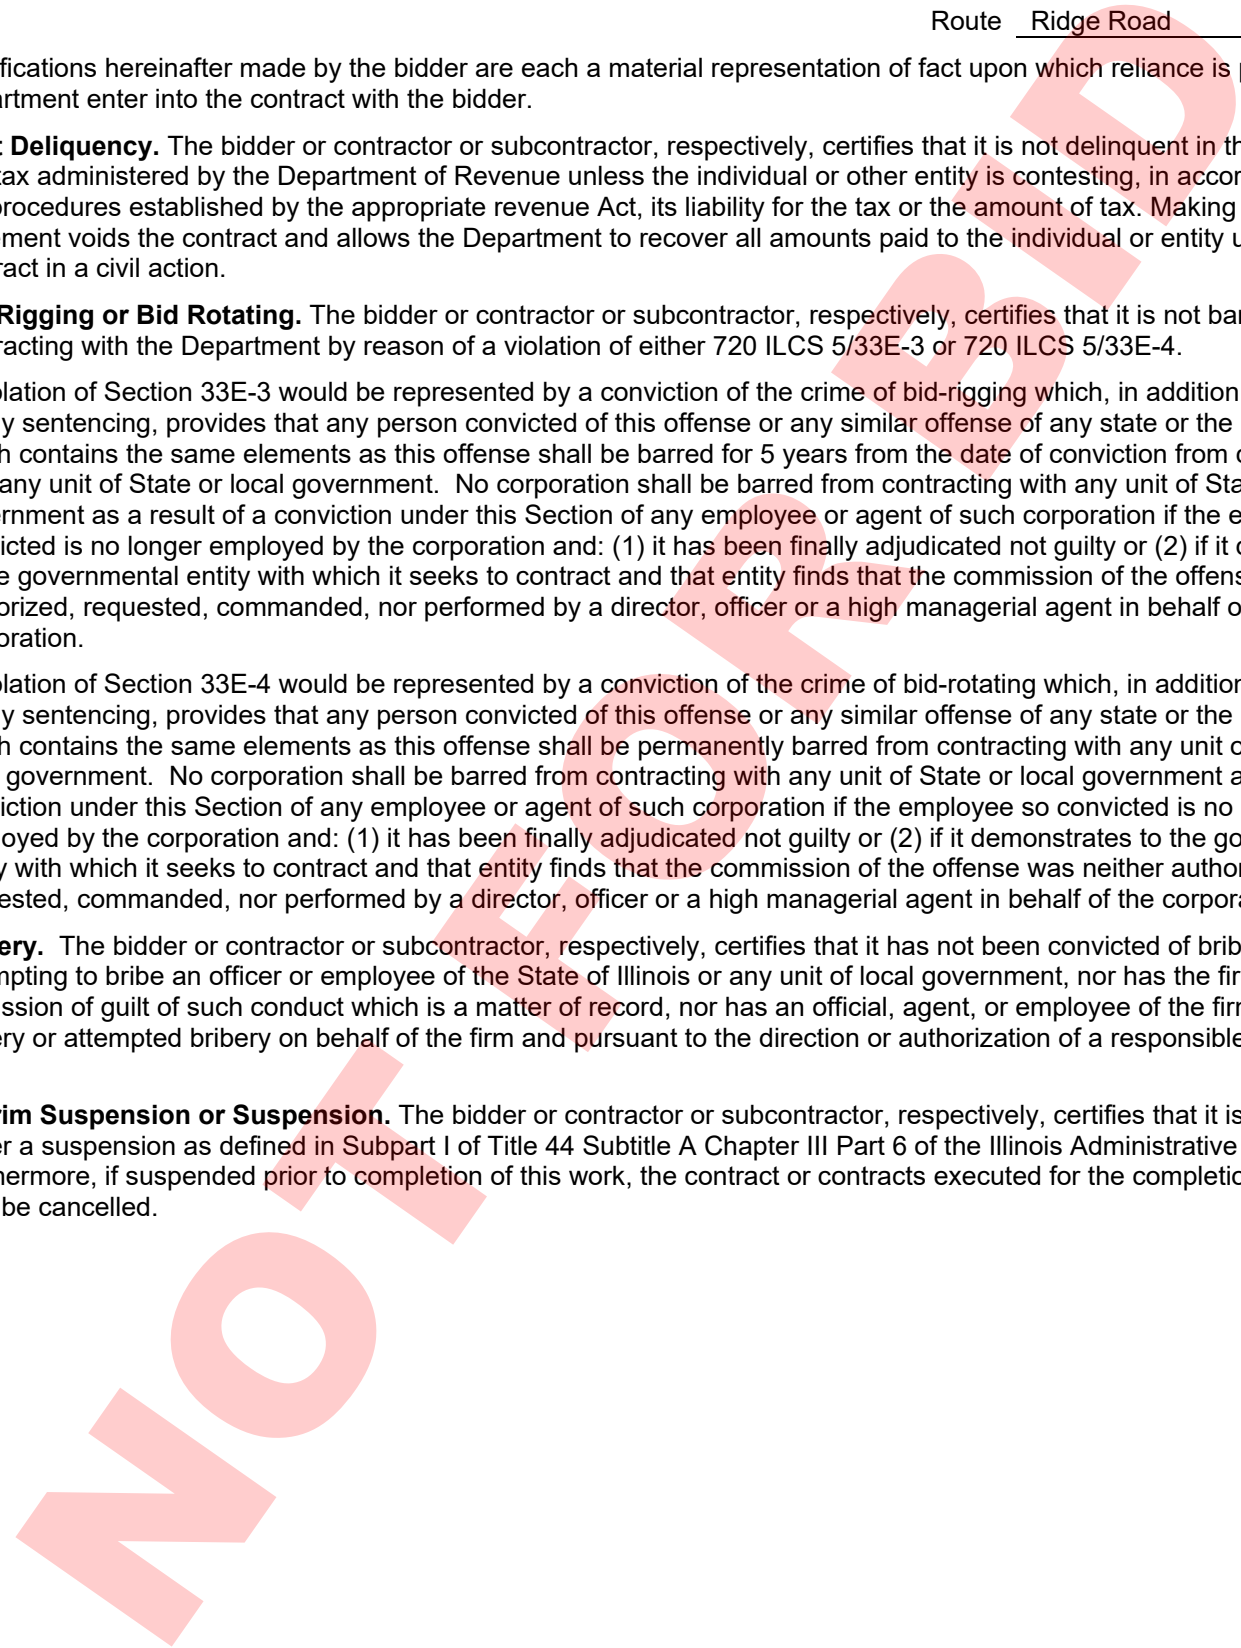 Route Ridge Road
ifications hereinafter made by the bidder are each a material representation of fact upon which reliance is
artment enter into the contract with the bidder.
t Deliquency. The bidder or contractor or subcontractor, respectively, certifies that it is not delinquent in th
tax administered by the Department of Revenue unless the individual or other entity is contesting, in accor
procedures established by the appropriate revenue Act, its liability for the tax or the amount of tax. Making
ement voids the contract and allows the Department to recover all amounts paid to the individual or entity u
ract in a civil action.
Rigging or Bid Rotating. The bidder or contractor or subcontractor, respectively, certifies that it is not bar
racting with the Department by reason of a violation of either 720 ILCS 5/33E-3 or 720 ILCS 5/33E-4.
olation of Section 33E-3 would be represented by a conviction of the crime of bid-rigging which, in addition
y sentencing, provides that any person convicted of this offense or any similar offense of any state or the
h contains the same elements as this offense shall be barred for 5 years from the date of conviction from c
any unit of State or local government. No corporation shall be barred from contracting with any unit of Sta
ernment as a result of a conviction under this Section of any employee or agent of such corporation if the e
icted is no longer employed by the corporation and: (1) it has been finally adjudicated not guilty or (2) if it d
e governmental entity with which it seeks to contract and that entity finds that the commission of the offens
orized, requested, commanded, nor performed by a director, officer or a high managerial agent in behalf o
oration.
olation of Section 33E-4 would be represented by a conviction of the crime of bid-rotating which, in addition
y sentencing, provides that any person convicted of this offense or any similar offense of any state or the
h contains the same elements as this offense shall be permanently barred from contracting with any unit o
government. No corporation shall be barred from contracting with any unit of State or local government a
iction under this Section of any employee or agent of such corporation if the employee so convicted is no
oyed by the corporation and: (1) it has been finally adjudicated not guilty or (2) if it demonstrates to the go
y with which it seeks to contract and that entity finds that the commission of the offense was neither author
ested, commanded, nor performed by a director, officer or a high managerial agent in behalf of the corpora
ery. The bidder or contractor or subcontractor, respectively, certifies that it has not been convicted of brib
mpting to bribe an officer or employee of the State of Illinois or any unit of local government, nor has the fir
ssion of guilt of such conduct which is a matter of record, nor has an official, agent, or employee of the firm
ery or attempted bribery on behalf of the firm and pursuant to the direction or authorization of a responsible
rim Suspension or Suspension. The bidder or contractor or subcontractor, respectively, certifies that it is
er a suspension as defined in Subpart I of Title 44 Subtitle A Chapter III Part 6 of the Illinois Administrative
hermore, if suspended prior to completion of this work, the contract or contracts executed for the completio
be cancelled.
NOT FOR BID